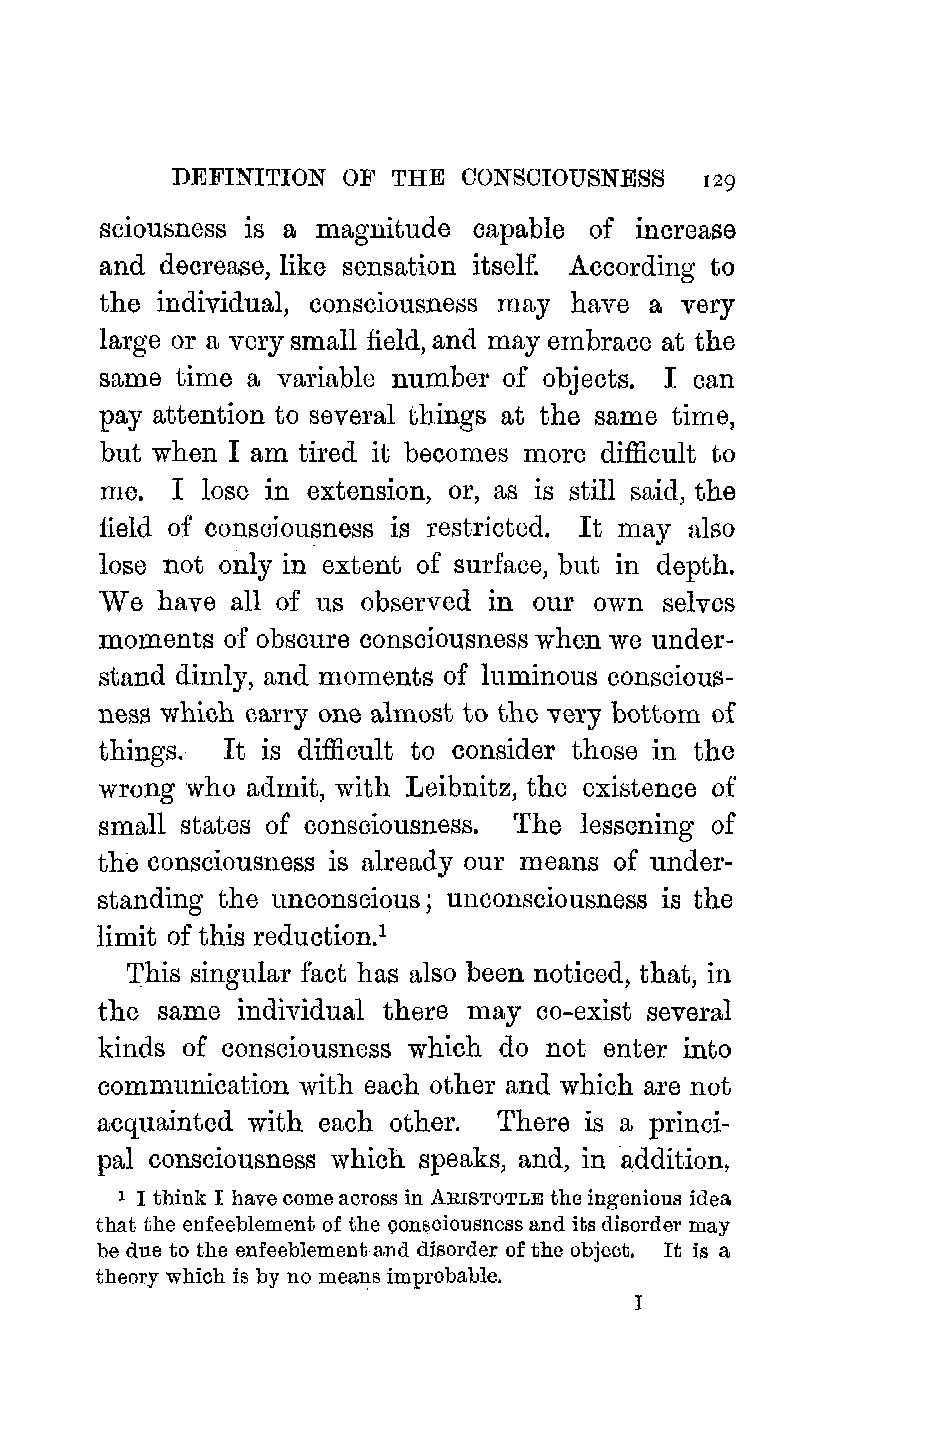 DEFINITION OF THE CONSCIOUSNESS 129
sciousness is a magnitude capable of increase
and decrease, like sensation itself. According to
the individual, consciousness may have a very
large or a very small field, and may embrace at the
same time a variable number of objects. I can
pay attention to several things at the same time,
but when I am tired it becomes more difficult to
me. I lose in extension, or, as is still said, the
field of consciousness is restricted. It may also
lose not only in extent of surface, but in depth.
We have all of us observed in our own selves
moments of obscure consciousness when we under-
stand dimly, and moments of luminous conscious-
ness which carry one almost to the very bottom of
things. It is difficult to consider those in the
wrong who admit, with Leibnitz, the existence of
small states of consciousness. The lessening of
the consciousness is already our means of under-
standing the unconscious; unconsciousness is the
limit of this reduction.¹
This singular fact has also been noticed, that, in
the same individual there may co-exist several
kinds of consciousness which do not enter into
communication with each other and which are not
acquainted with each other. There is a princi-
pal consciousness which speaks, and, in addition,
¹ I think I have come across in ARISTOTLE the ingenious idea
that the enfeeblement of the consciousness and its disorder may
be due to the enfeeblement and disorder of the object. It is a
theory which is by no means improbable.
I